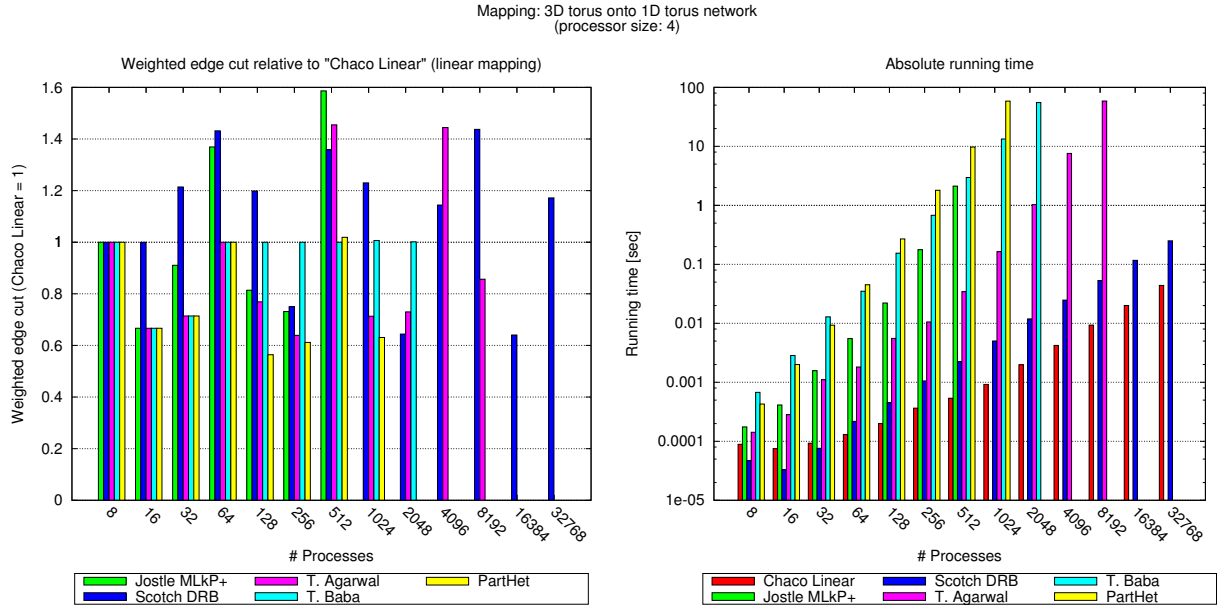 Mapping: 3D torus onto 1D torus network
(processor size: 4)
Weighted edge cut relative to "Chaco Linear" (linear mapping)
Weighted edge cut (Chaco Linear = 1)
1.6
1.4
1.2
1
0.8
0.6
0.4
0.2
0
8 16 32 64 128 256 512 1024 2048 4096 8192 16384 32768
# Processes
Jostle MLkP+ T. Agarwal PartHet
Scotch DRB T. Baba
Absolute running time
Running time [sec]
100
10
1
0.1
0.01
0.001
0.0001
1e-05
8 16 32 64 128 256 512 1024 2048 4096 8192 16384 32768
# Processes
Chaco Linear Scotch DRB T. Baba
Jostle MLkP+ T. Agarwal PartHet